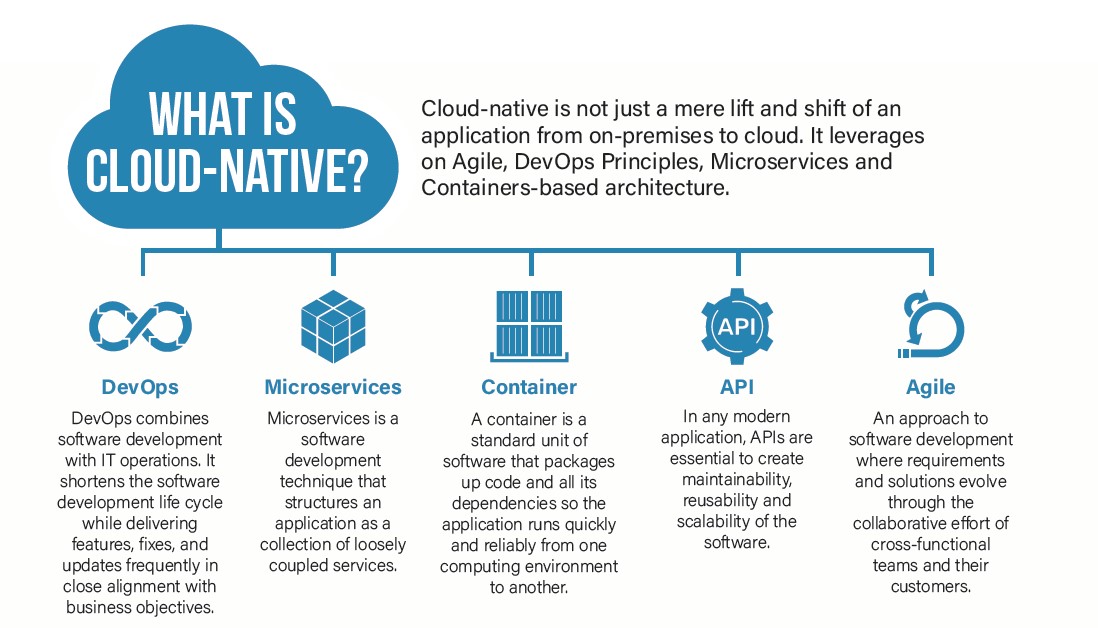 WHAT IS
CLOUD-NATIVE?
Cloud-native is not just a mere lift and shift of an
application from on-premises to cloud. It leverages
on Agile, DevOps Principles, Microservices and
Containers-based architecture.
DevOps
DevOps combines
software development
with IT operations. It
shortens the software
development life cycle
while delivering
features, fixes, and
updates frequently in
close alignment with
business objectives.
Microservices
Microservices is a
software
development
technique that
structures an
application as a
collection of loosely
coupled services.
Container
A container is a
standard unit of
software that packages
up code and all its
dependencies so the
application runs quickly
and reliably from one
computing environment
to another.
API
API
In any modern
application, APIs are
essential to create
maintainability,
reusability and
scalability of the
software.
Agile
An approach to
software development
where requirements
and solutions evolve
through the
collaborative effort of
cross-functional
teams and their
customers.